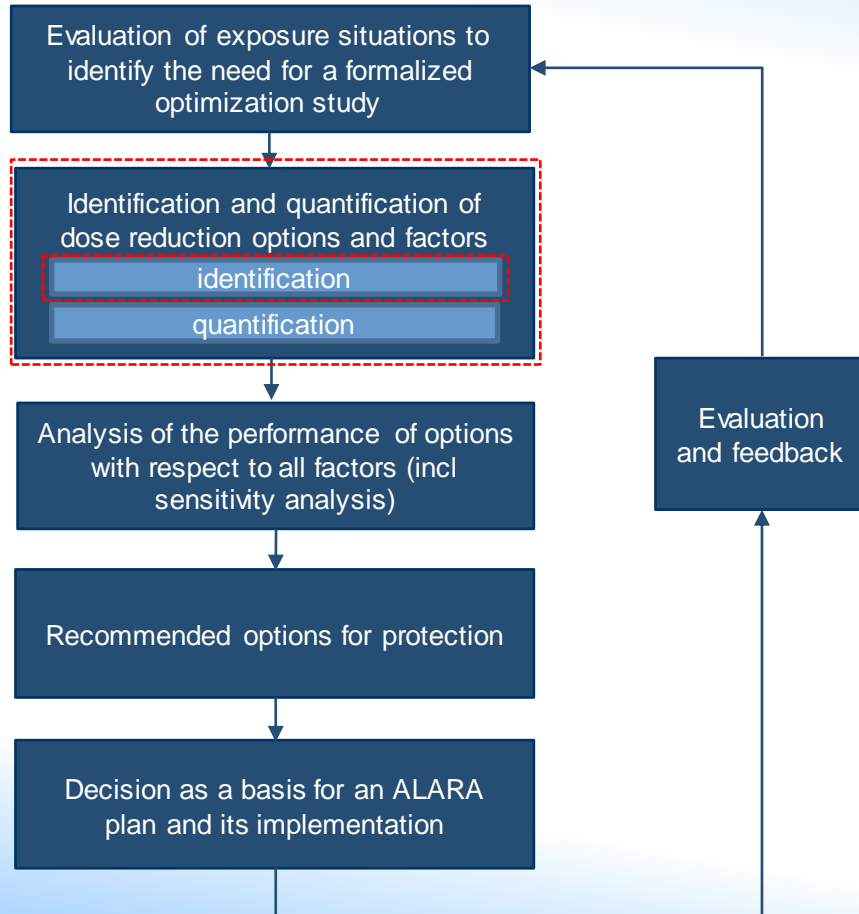 Evaluation of exposure situations to
identify the need for a formalized
optimization study
Identification and quantification of
dose reduction options and factors
identification
quantification
Analysis of the performance of options
with respect to all factors (incl
sensitivity analysis)
Evaluation
and feedback
Recommended options for protection
Decision as a basis for an ALARA
plan and its implementation